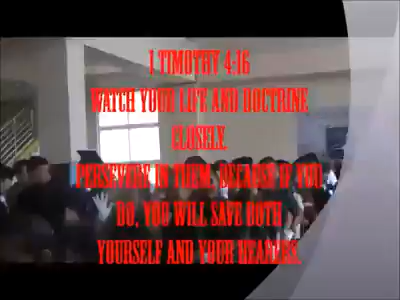 I TIMOTHY 4:16
WATCH YOUR LIFE AND DOCTRINE
CLOSELY.
PERSEVERE IN THEM, BECAUSE IF YOU
DO, YOU WILL SAVE BOTH
YOURSELF AND YOUR HEARERS.